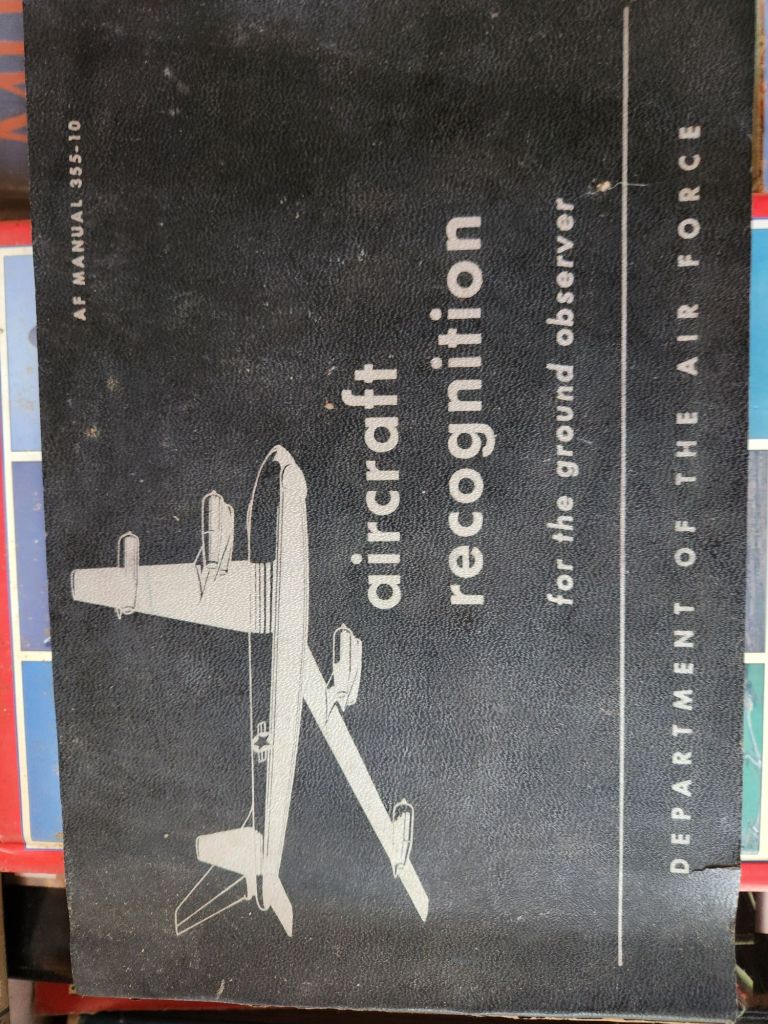 AF MANUAL 355-10
aircraft
recognition
for the ground observer
DEPARTMENT OF THE AIR FORCE